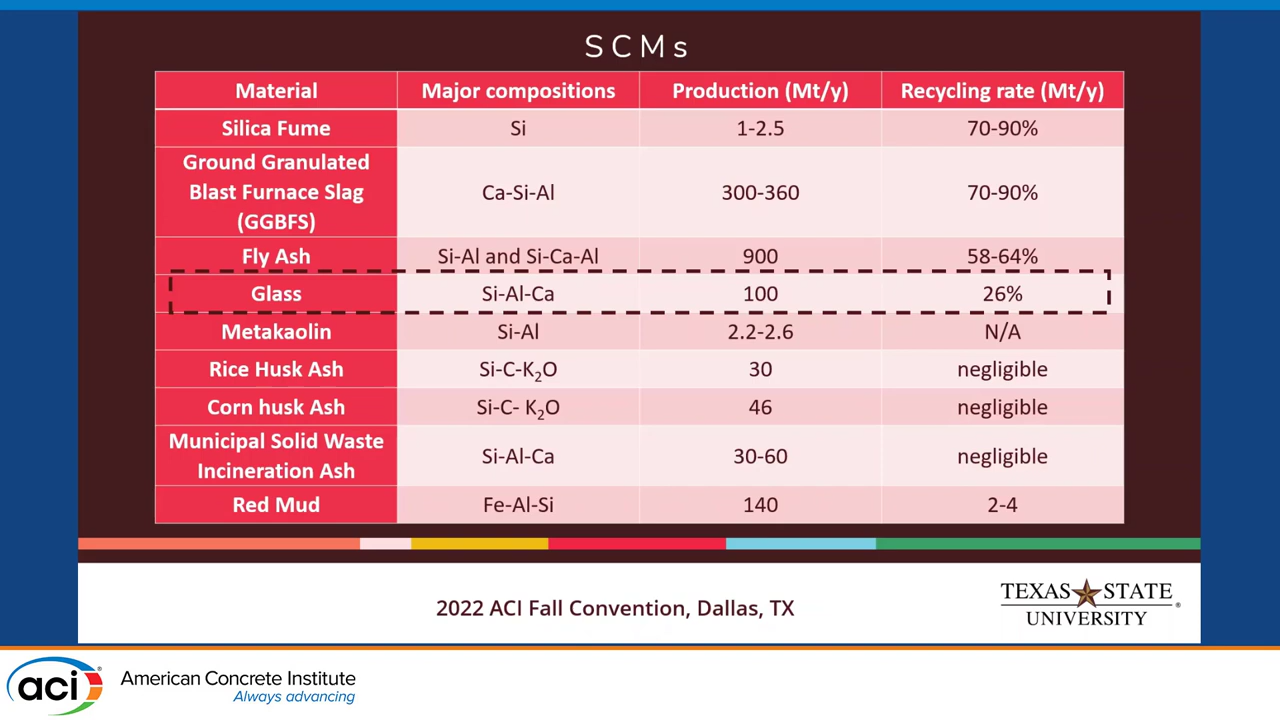 SCMs
Material Major compositions Production (Mt/y) Recycling rate (Mt/y)
Silica Fume Si 1-2.5 70-90%
Ground Granulated
Blast Furnace Slag Ca-Si-Al 300-360 70-90%
(GGBFS)
Fly Ash Si-Al and Si-Ca-Al 900 58-64%
Glass Si-Al-Ca 100 26%
Metakaolin Si-Al 2.2-2.6 N/A
Rice Husk Ash Si-C-K₂O 30 negligible
Corn husk Ash Si-C- K₂O 46 negligible
Municipal Solid Waste
Incineration Ash Si-Al-Ca 30-60 negligible
Red Mud Fe-Al-Si 140 2-4
2022 ACI Fall Convention, Dallas, TX
TEXAS STATE
UNIVERSITY®
aci® American Concrete Institute
Always advancing